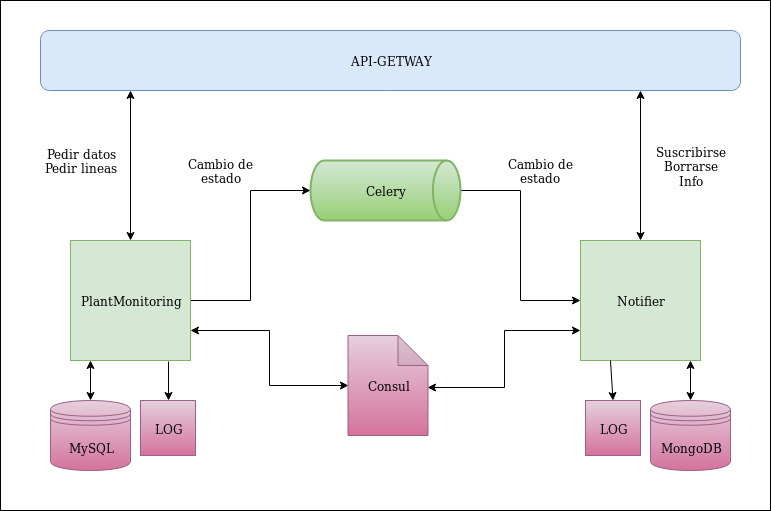 API-GETWAY
Pedir datos
Pedir lineas
Cambio de
estado
Cambio de
estado
Suscribirse
Borrarse
Info
Celery
PlantMonitoring
Notifier
Consul
MySQL
LOG
LOG
MongoDB